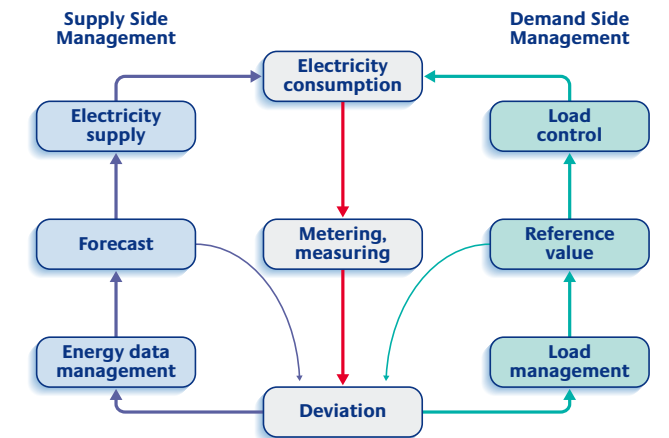 Supply Side
Management
Demand Side
Management
Electricity
consumption
Electricity
supply
Load
control
Forecast
Metering,
measuring
Reference
value
Energy data
management
Load
management
Deviation